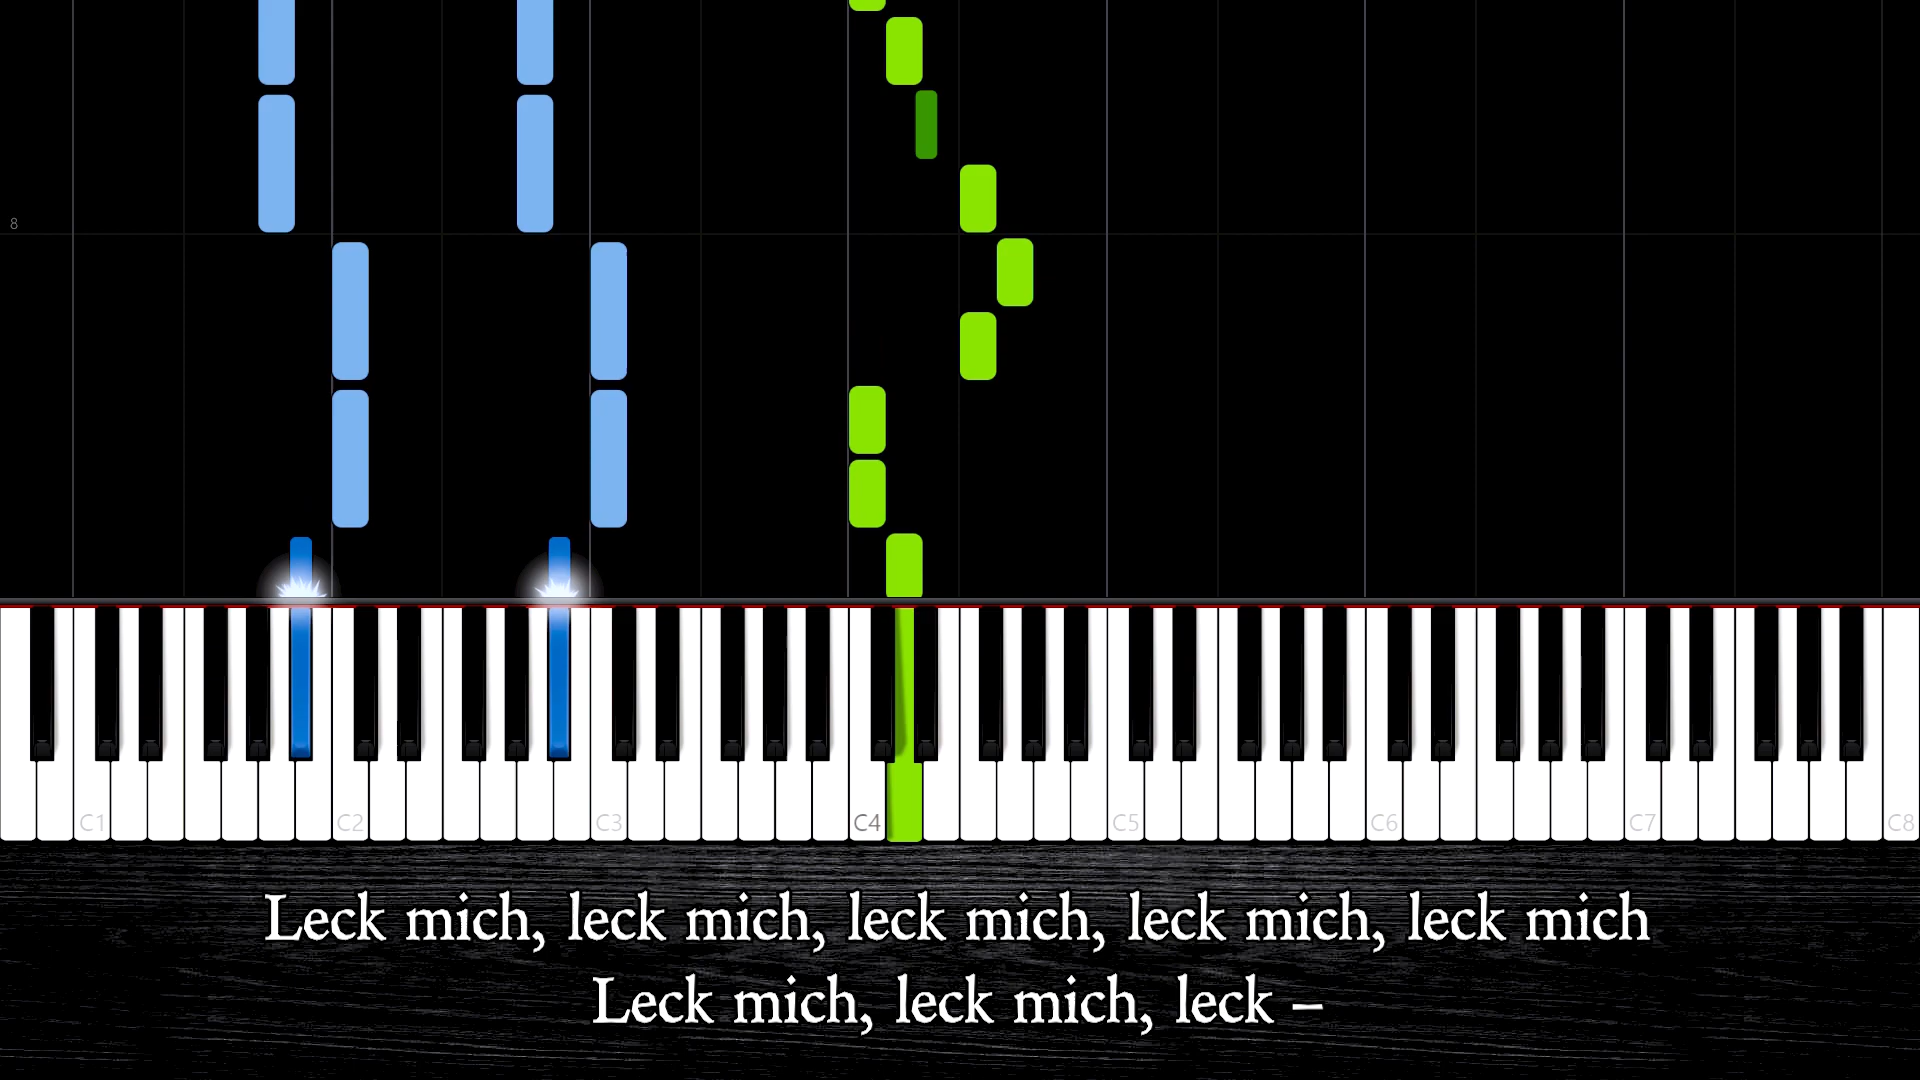 8
C1 C2 C3 C4 C5 C6 C7 C8
Leck mich, leck mich, leck mich, leck mich, leck mich
Leck mich, leck mich, leck –